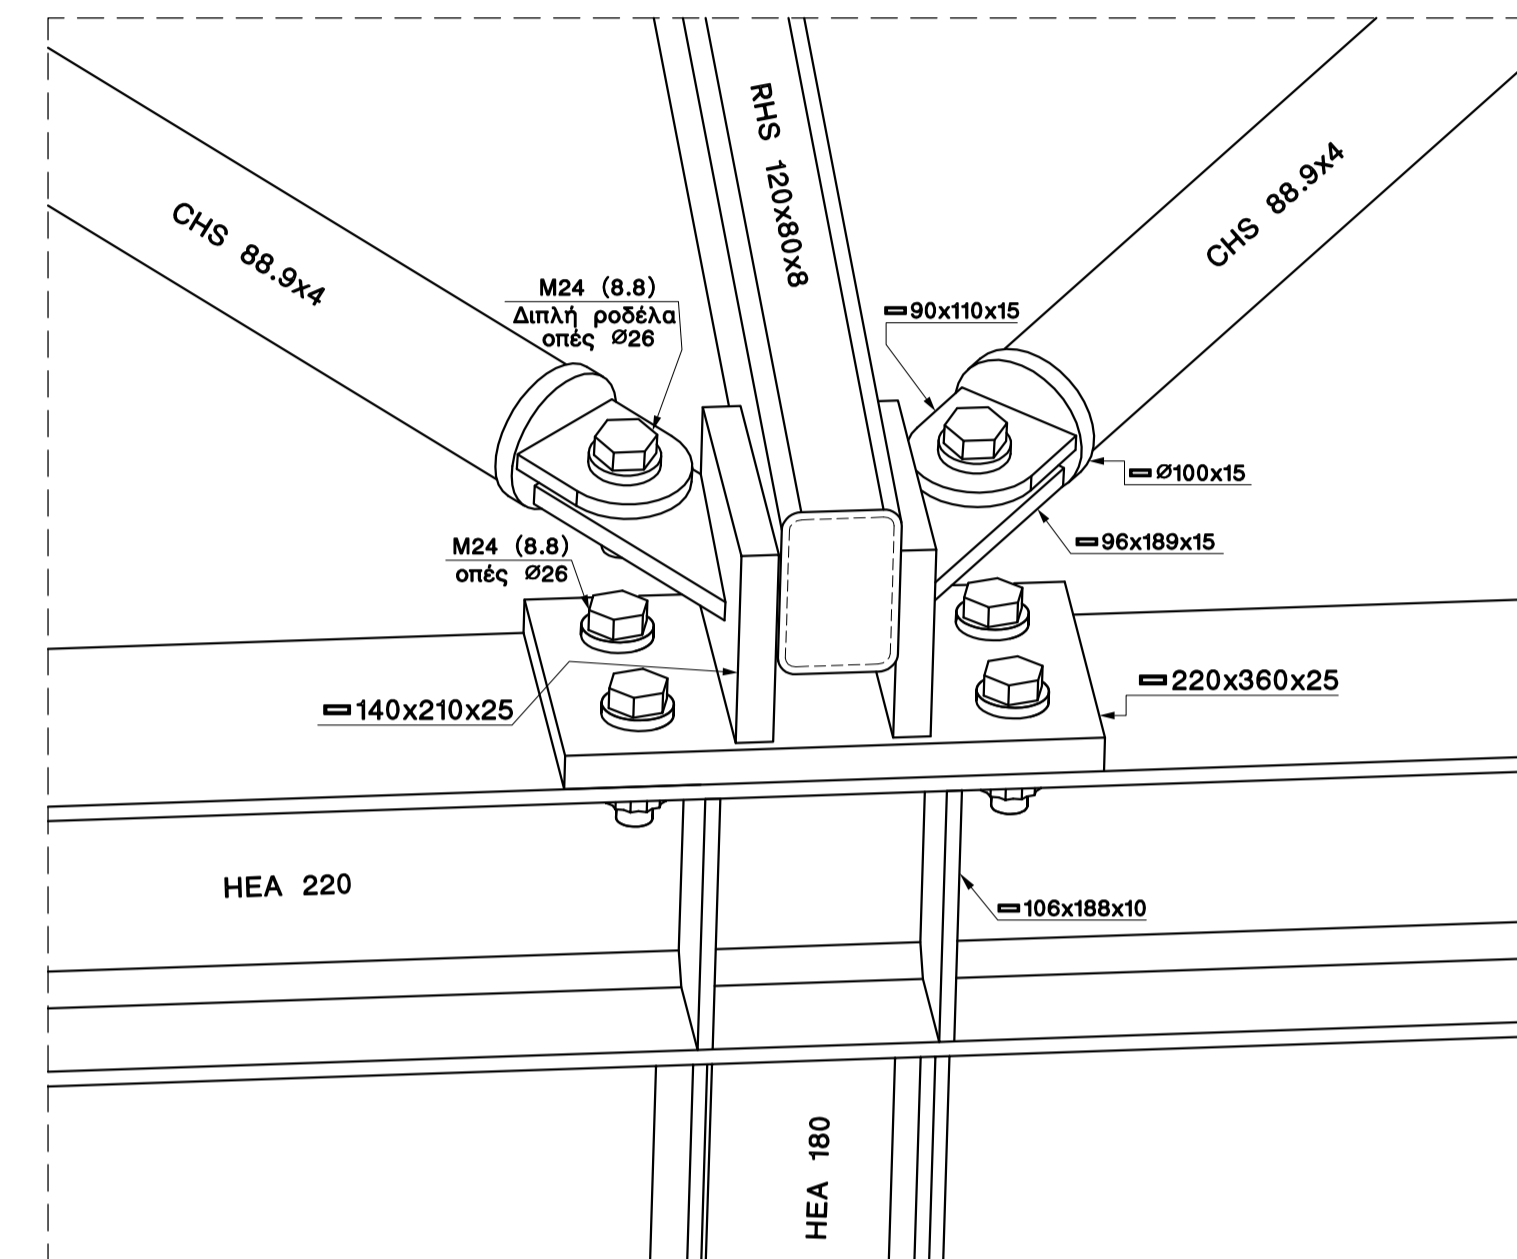 RHS 120x80x8
CHS 88.9x4
CHS 88.9x4
M24 (8.8)
Διπλή ροδέλα
οπές Ø26
90x110x15
Ø100x15
96x189x15
M24 (8.8)
οπές Ø26
140x210x25
220x360x25
HEA 220
106x188x10
HEA 180